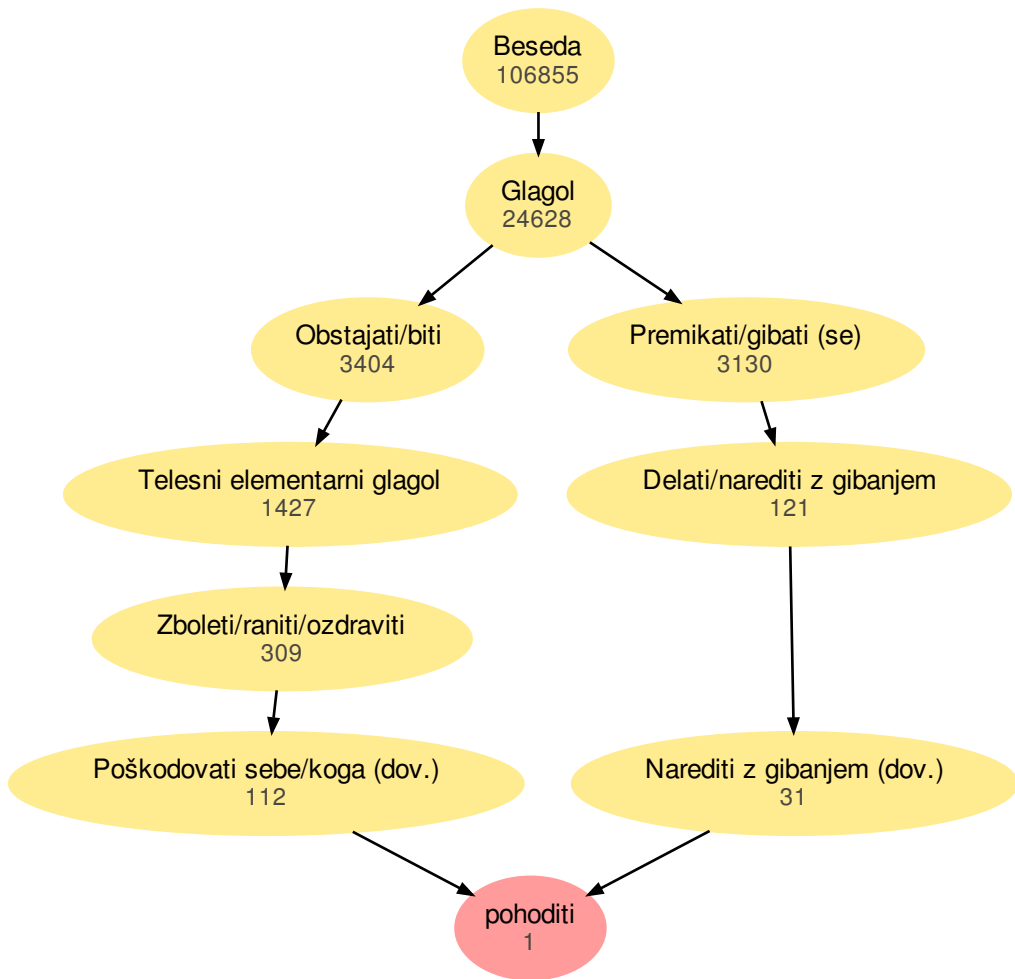 Beseda
106855
Glagol
24628
Obstajati/biti
3404
Premikati/gibati (se)
3130
Telesni elementarni glagol
1427
Delati/narediti z gibanjem
121
Zboleti/raniti/ozdraviti
309
Poškodovati sebe/koga (dov.)
112
Narediti z gibanjem (dov.)
31
pohoditi
1